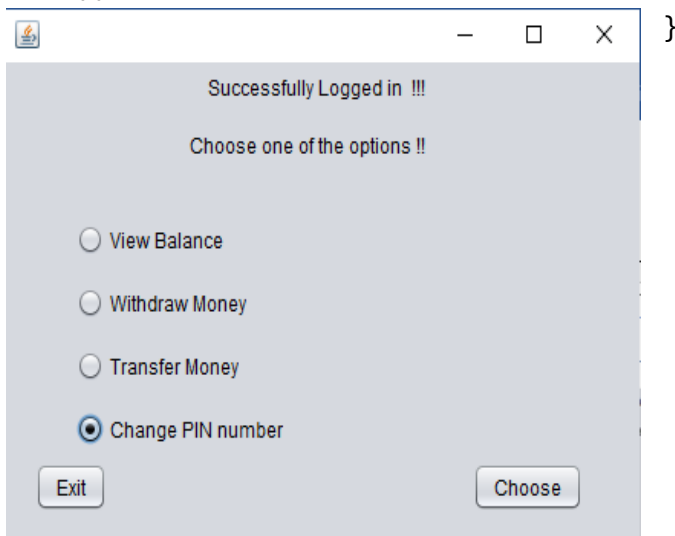 }
Successfully Logged in !!!
Choose one of the options !!
View Balance
Withdraw Money
Transfer Money
Change PIN number
Exit Choose